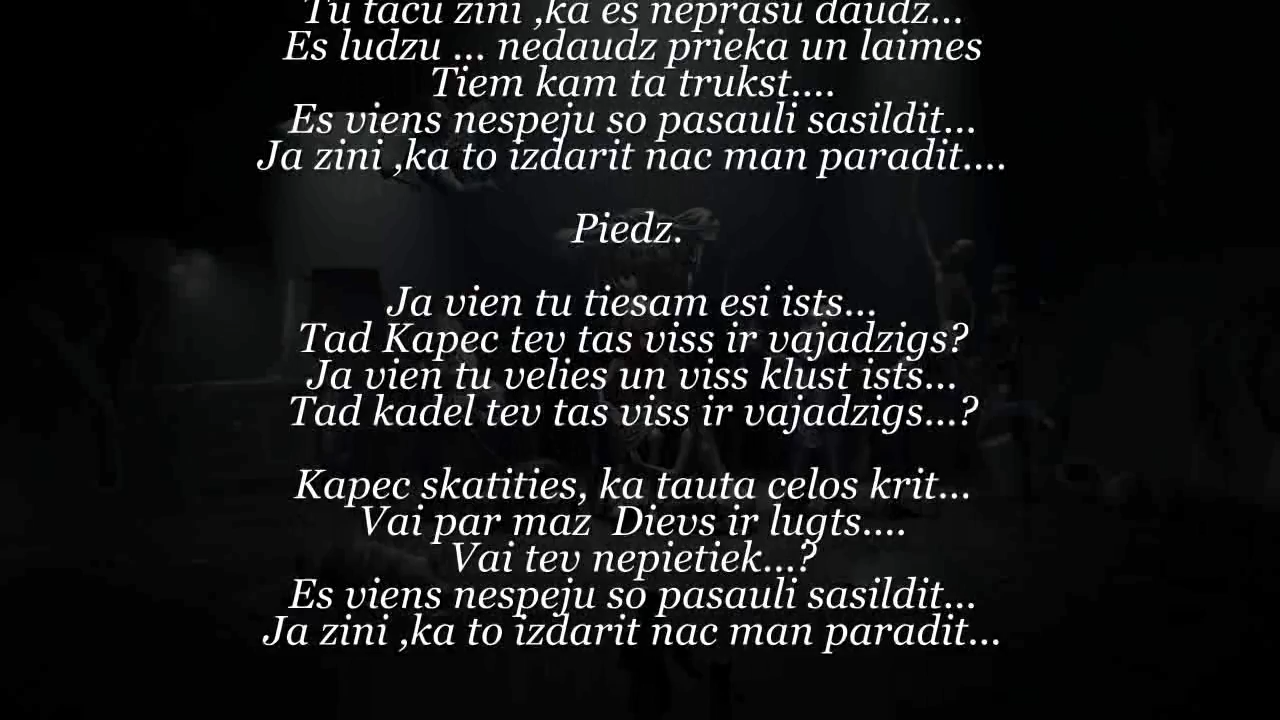 Tu tacu zini ,ka es neprasu daudz...
Es ludzu ... nedaudz prieka un laimes
Tiem kam ta trukst....
Es viens nespeju so pasauli sasildit...
Ja zini ,ka to izdarit nac man paradit....
Piedz.
Ja vien tu tiesam esi ists...
Tad Kapec tev tas viss ir vajadzigs?
Ja vien tu velies un viss klust ists...
Tad kadel tev tas viss ir vajadzigs...?
Kapec skatities, ka tauta celos krit...
Vai par maz  Dievs ir lugts....
Vai tev nepietiek...?
Es viens nespeju so pasauli sasildit...
Ja zini ,ka to izdarit nac man paradit...